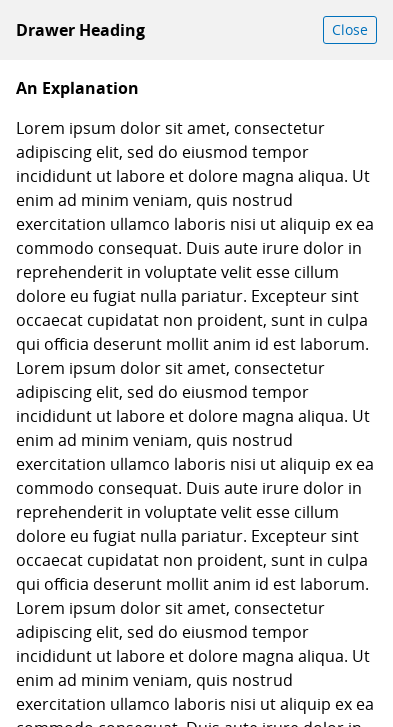 Drawer Heading
Close
An Explanation
Lorem ipsum dolor sit amet, consectetur
adipiscing elit, sed do eiusmod tempor
incididunt ut labore et dolore magna aliqua. Ut
enim ad minim veniam, quis nostrud
exercitation ullamco laboris nisi ut aliquip ex ea
commodo consequat. Duis aute irure dolor in
reprehenderit in voluptate velit esse cillum
dolore eu fugiat nulla pariatur. Excepteur sint
occaecat cupidatat non proident, sunt in culpa
qui officia deserunt mollit anim id est laborum.
Lorem ipsum dolor sit amet, consectetur
adipiscing elit, sed do eiusmod tempor
incididunt ut labore et dolore magna aliqua. Ut
enim ad minim veniam, quis nostrud
exercitation ullamco laboris nisi ut aliquip ex ea
commodo consequat. Duis aute irure dolor in
reprehenderit in voluptate velit esse cillum
dolore eu fugiat nulla pariatur. Excepteur sint
occaecat cupidatat non proident, sunt in culpa
qui officia deserunt mollit anim id est laborum.
Lorem ipsum dolor sit amet, consectetur
adipiscing elit, sed do eiusmod tempor
incididunt ut labore et dolore magna aliqua. Ut
enim ad minim veniam, quis nostrud
exercitation ullamco laboris nisi ut aliquip ex ea
commodo consequat. Duis aute irure dolor in